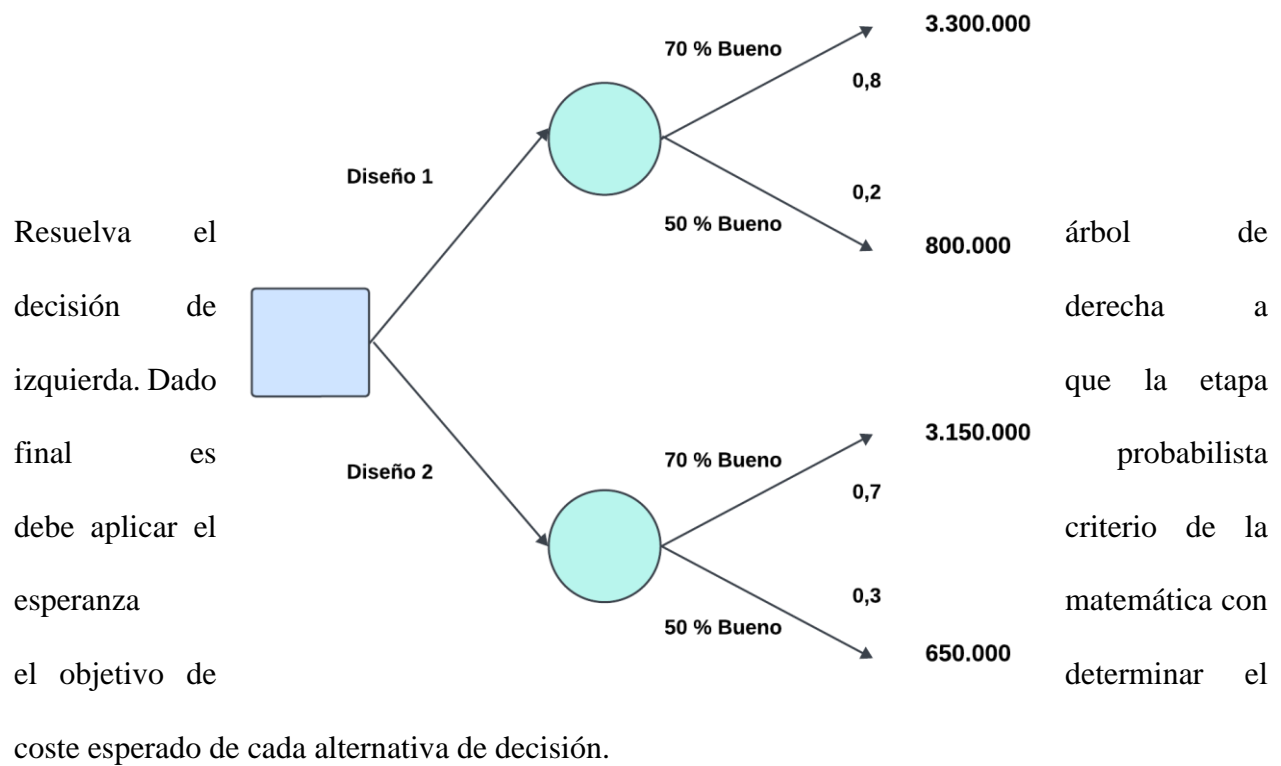 3.300.000
70 % Bueno
0,8
Diseño 1
0,2
50 % Bueno
800.000
Resuelva el árbol de
decisión de derecha a
izquierda. Dado que la etapa
final es probabilista
debe aplicar el criterio de la
esperanza matemática con
el objetivo de determinar el
coste esperado de cada alternativa de decisión.
3.150.000
70 % Bueno
Diseño 2
0,7
0,3
50 % Bueno
650.000